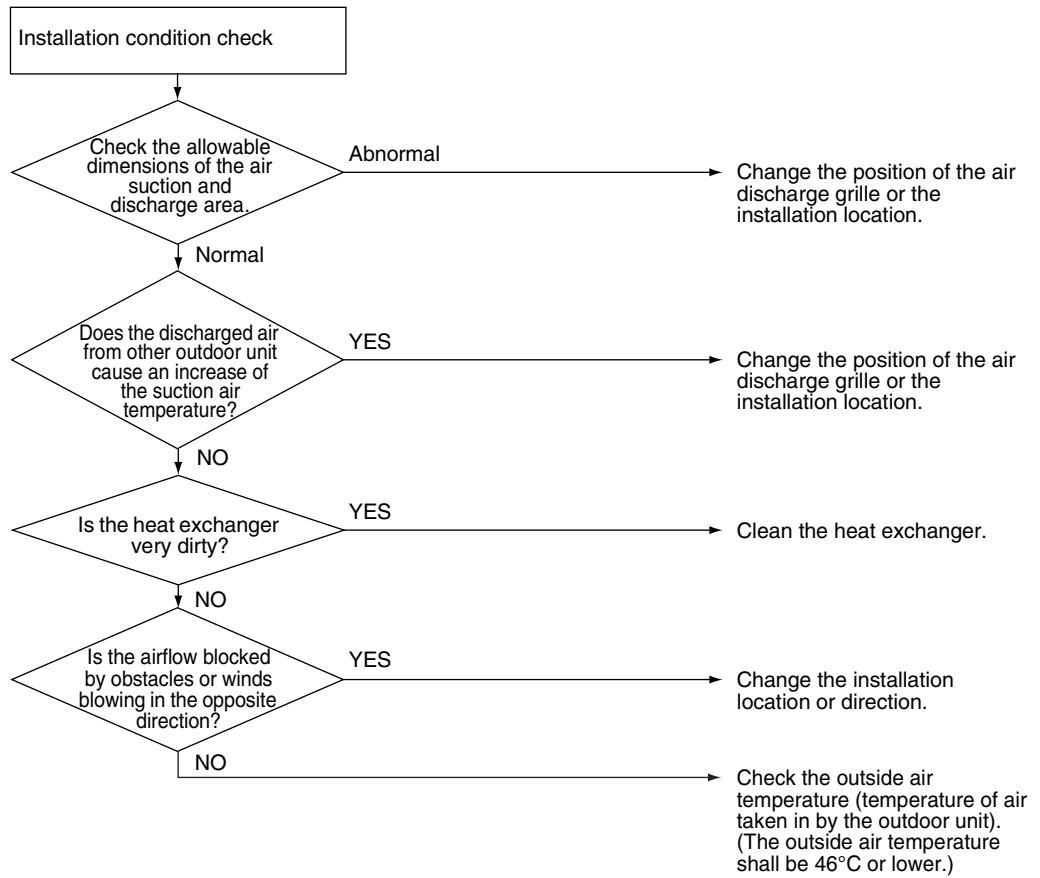 Installation condition check
Check the allowable
dimensions of the air
suction and
discharge area.
Abnormal
Change the position of the air
discharge grille or the
installation location.
Normal
Does the discharged air
from other outdoor unit
cause an increase of
the suction air
temperature?
YES
Change the position of the air
discharge grille or the
installation location.
NO
Is the heat exchanger
very dirty?
YES
Clean the heat exchanger.
NO
Is the airflow blocked
by obstacles or winds
blowing in the opposite
direction?
YES
Change the installation
location or direction.
NO
Check the outside air
temperature (temperature of air
taken in by the outdoor unit).
(The outside air temperature
shall be 46°C or lower.)